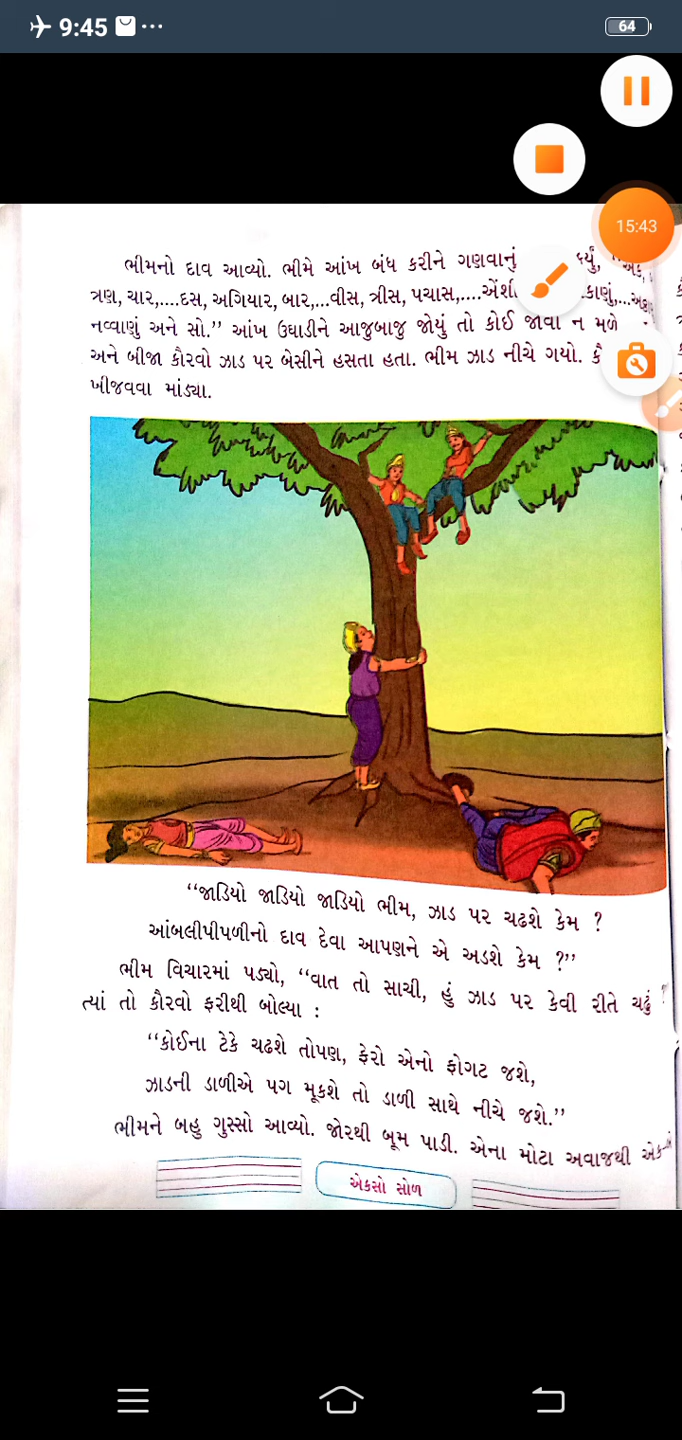 9:45
64
15:43
ભીમનો દાવ આવ્યો. ભીમે આંખ બંધ કરીને ગણવાનું
ત્રણ, ચાર,....દસ, અગિયાર, બાર,...વીસ, ત્રીસ, પચાસ,....
નવ્વાણું અને સો.’’ આંખ ઉઘાડીને આજુબાજુ જોયું તો કોઈ જોવા ન મળે
અને બીજા કૌરવો ઝાડ પર બેસીને હસતા હતા. ભીમ ઝાડ નીચે ગયો.
ખીજવવા માંડ્યા.
‘‘જાડિયો જાડિયો જાડિયો ભીમ, ઝાડ પર ચઢશે કેમ ?
આંબલીપીપળીનો દાવ દેવા આપણને એ અડશે કેમ ?’’
ભીમ વિચારમાં પડ્યો, ‘‘વાત તો સાચી, હું ઝાડ પર કેવી રીતે ચઢું ?
ત્યાં તો કૌરવો ફરીથી બોલ્યા :
‘‘કોઈના ટેકે ચઢશે તોપણ, ફેરો એનો ફોગટ જશે,
ઝાડની ડાળીએ પગ મૂકશે તો ડાળી સાથે નીચે જશે.’’
ભીમને બહુ ગુસ્સો આવ્યો. જોરથી બૂમ પાડી. એના મોટા અવાજથી
એકસો સોળ